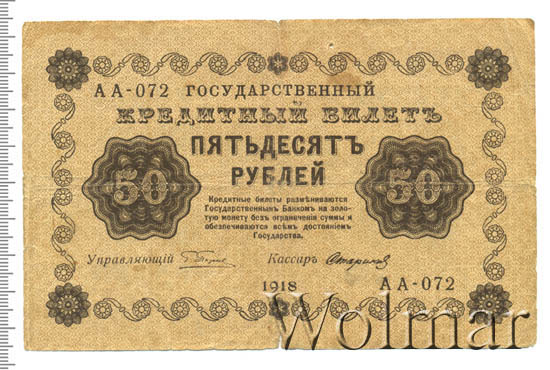 АА-072 ГОСУДАРСТВЕННЫЙ
КРЕДИТНЫЙ БИЛЕТЪ
ПЯТЬДЕСЯТЪ
РУБЛЕЙ
50
50
Кредитные билеты размѣниваются
Государственнымъ Банкомъ на золо-
тую монету безъ ограниченія суммы и
обезпечиваются всѣмъ достояніемъ
Государства.
Управляющій
Кассиръ
1918
АА-072
Wolmar